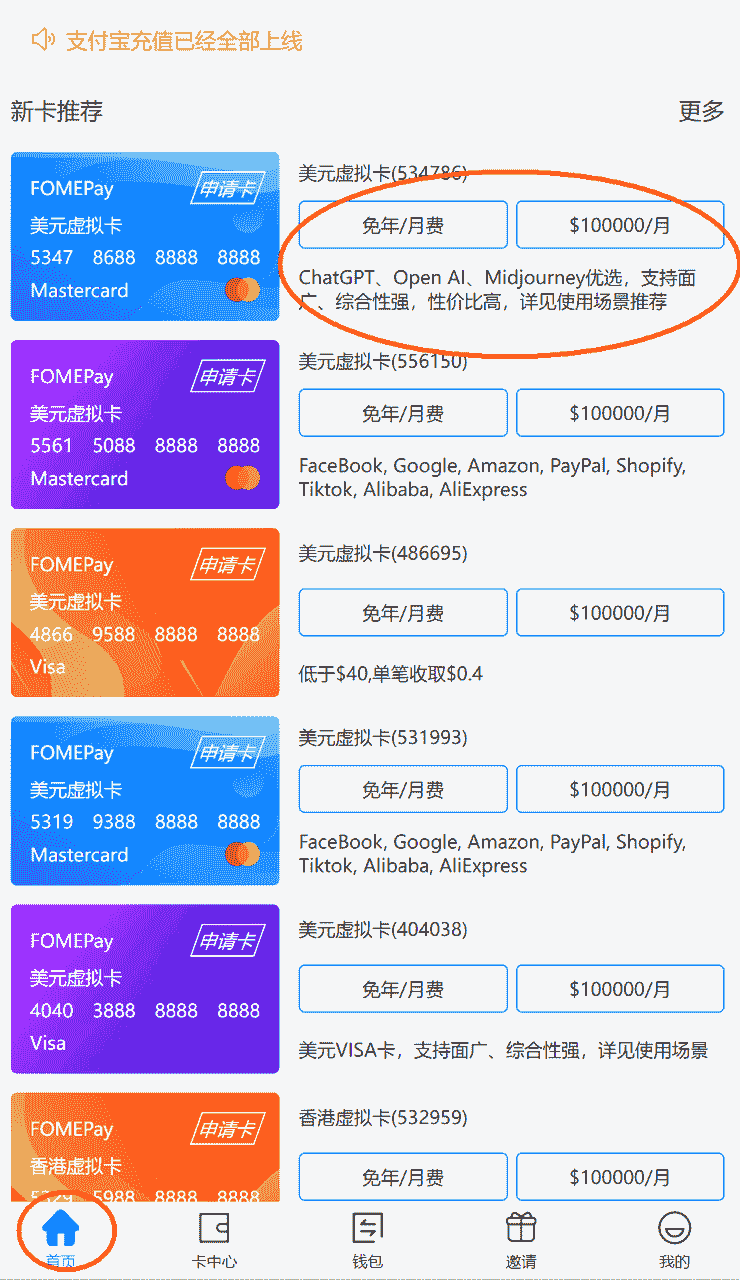 支付宝充值已经全部上线
新卡推荐
更多
FOMEPay
申请卡
美元虚拟卡
5347 8688 8888 8888
Mastercard
美元虚拟卡(534786)
免年/月费
$100000/月
ChatGPT、Open AI、Midjourney优选，支持面
广、综合性强，性价比高，详见使用场景推荐
FOMEPay
申请卡
美元虚拟卡
5561 5088 8888 8888
Mastercard
美元虚拟卡(556150)
免年/月费
$100000/月
FaceBook, Google, Amazon, PayPal, Shopify,
Tiktok, Alibaba, AliExpress
FOMEPay
申请卡
美元虚拟卡
4866 9588 8888 8888
Visa
美元虚拟卡(486695)
免年/月费
$100000/月
低于$40,单笔收取$0.4
FOMEPay
申请卡
美元虚拟卡
5319 9388 8888 8888
Mastercard
美元虚拟卡(531993)
免年/月费
$100000/月
FaceBook, Google, Amazon, PayPal, Shopify,
Tiktok, Alibaba, AliExpress
FOMEPay
申请卡
美元虚拟卡
4040 3888 8888 8888
Visa
美元虚拟卡(404038)
免年/月费
$100000/月
美元VISA卡，支持面广、综合性强，详见使用场景
FOMEPay
申请卡
香港虚拟卡
5329 5988 8888 8888
香港虚拟卡(532959)
免年/月费
$100000/月
首页
卡中心
钱包
邀请
我的